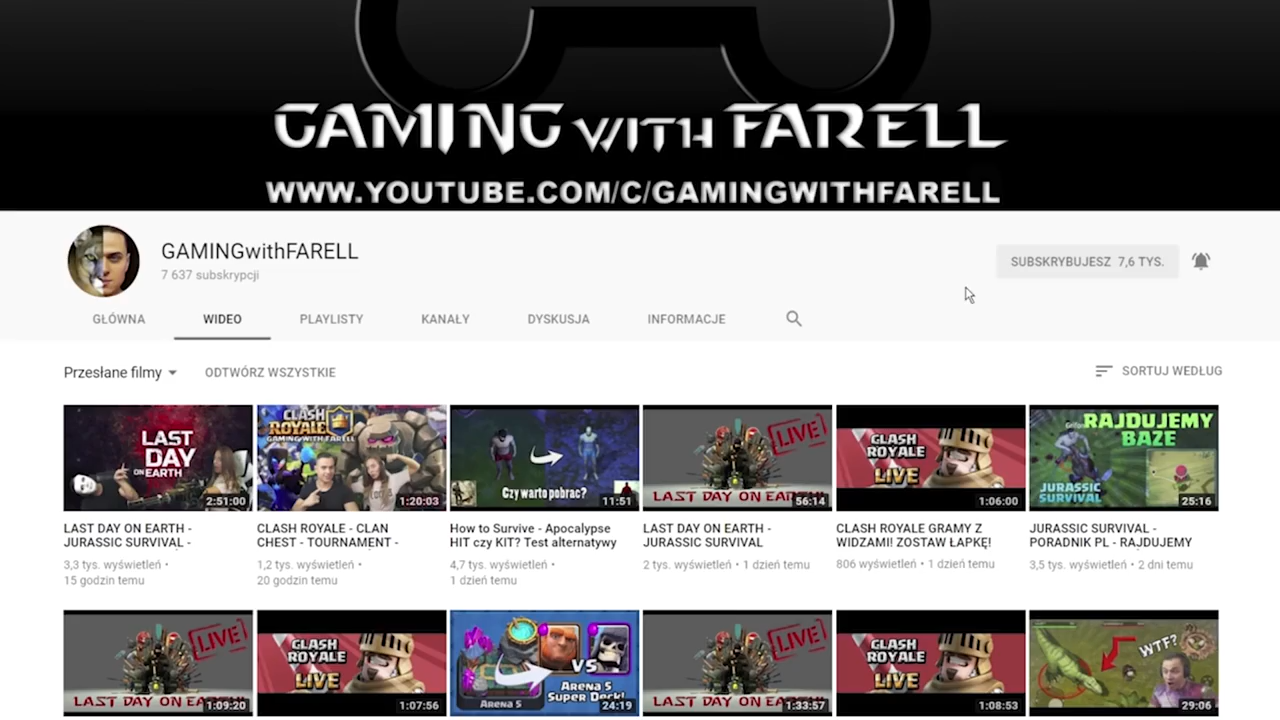 GAMING WITH FARELL
WWW.YOUTUBE.COM/C/GAMINGWITHFARELL
GAMINGwithFARELL
7 637 subskrypcji
SUBSKRYBUJESZ 7,6 TYS.
GŁÓWNA
WIDEO
PLAYLISTY
KANAŁY
DYSKUSJA
INFORMACJE
Przesłane filmy
ODTWÓRZ WSZYSTKIE
SORTUJ WEDŁUG
LAST
DAY
ON EARTH
2:51:00
CLASH
ROYALE
GAMING WITH FARELL
1:20:03
Czy warto pobrać?
11:51
LIVE
LAST DAY ON EARTH
56:14
CLASH
ROYALE
LIVE
1:06:00
RAJDUJEMY
BAZE
JURASSIC
SURVIVAL
25:16
LAST DAY ON EARTH -
JURASSIC SURVIVAL -
3,3 tys. wyświetleń •
15 godzin temu
CLASH ROYALE - CLAN
CHEST - TOURNAMENT -
1,2 tys. wyświetleń •
20 godzin temu
How to Survive - Apocalypse
HIT czy KIT? Test alternatywy
4,7 tys. wyświetleń •
1 dzień temu
LAST DAY ON EARTH -
JURASSIC SURVIVAL
2 tys. wyświetleń • 1 dzień temu
CLASH ROYALE GRAMY Z
WIDZAMI! ZOSTAW ŁAPKĘ!
806 wyświetleń • 1 dzień temu
JURASSIC SURVIVAL -
PORADNIK PL - RAJDUJEMY
3,5 tys. wyświetleń • 2 dni temu
LIVE
LAST DAY ON EARTH
1:09:20
CLASH
ROYALE
LIVE
1:07:56
VS
Arena 5
Arena 5
Super Deck!
24:19
LIVE
LAST DAY ON EARTH
1:33:57
CLASH
ROYALE
LIVE
1:08:53
WTF?
29:06